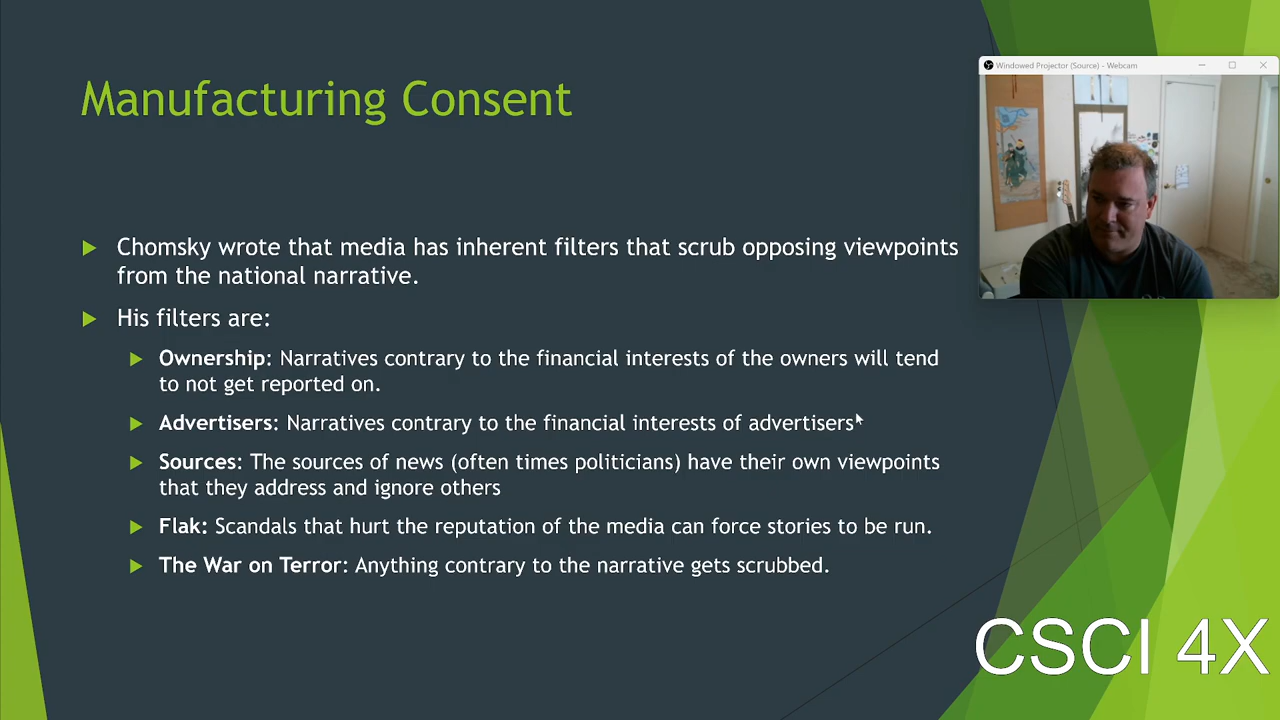 Windowed Projector (Source) - Webcam
Manufacturing Consent
Chomsky wrote that media has inherent filters that scrub opposing viewpoints
from the national narrative.
His filters are:
Ownership: Narratives contrary to the financial interests of the owners will tend
to not get reported on.
Advertisers: Narratives contrary to the financial interests of advertisers
Sources: The sources of news (often times politicians) have their own viewpoints
that they address and ignore others
Flak: Scandals that hurt the reputation of the media can force stories to be run.
The War on Terror: Anything contrary to the narrative gets scrubbed.
CSCI 4X